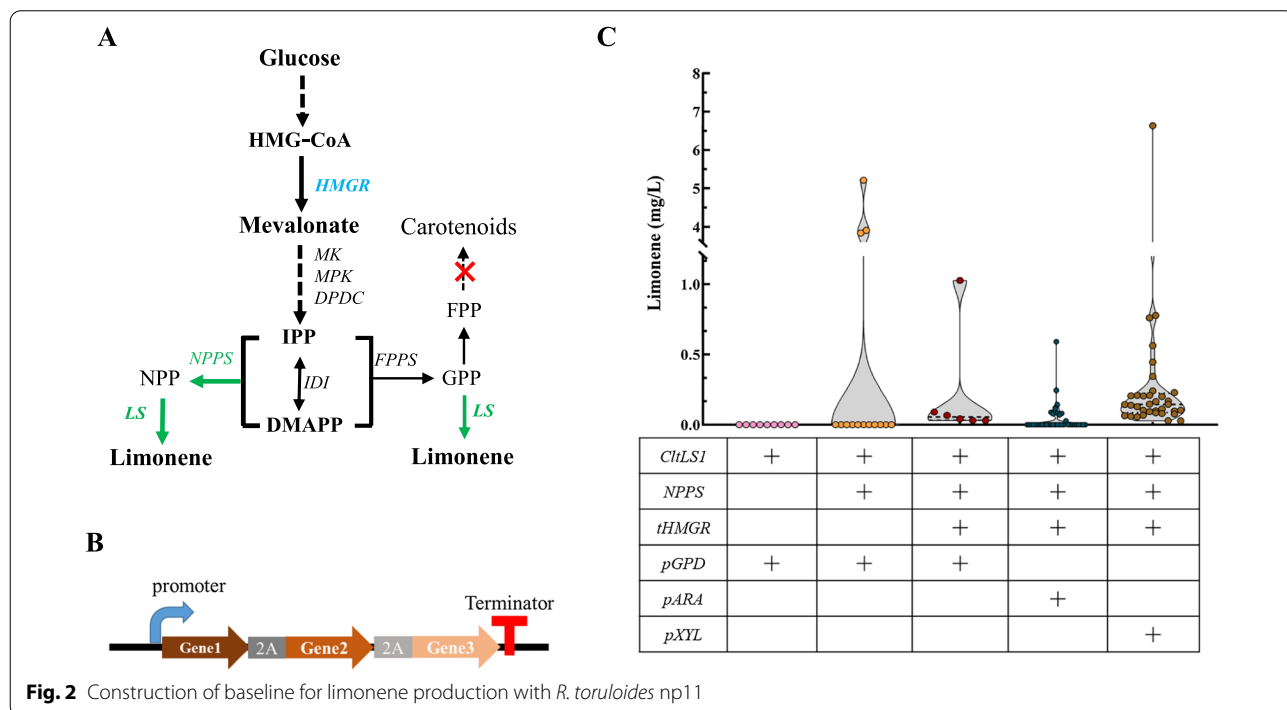 A
Glucose
HMG-CoA
HMGR
Mevalonate
Carotenoids
MK
MPK
DPDC
FPP
IPP
NPPS
FPPS
NPP
IDI
GPP
LS
LS
DMAPP
Limonene
Limonene
B
promoter
Terminator
Gene1 2A Gene2 2A Gene3
C
Limonene (mg/L)
8
7
6
5
4
1.0
0.5
0.0
CltLS1 + + + + +
NPPS + + + +
tHMGR + + +
pGPD + + +
pARA +
pXYL +
Fig. 2 Construction of baseline for limonene production with R. toruloides np11